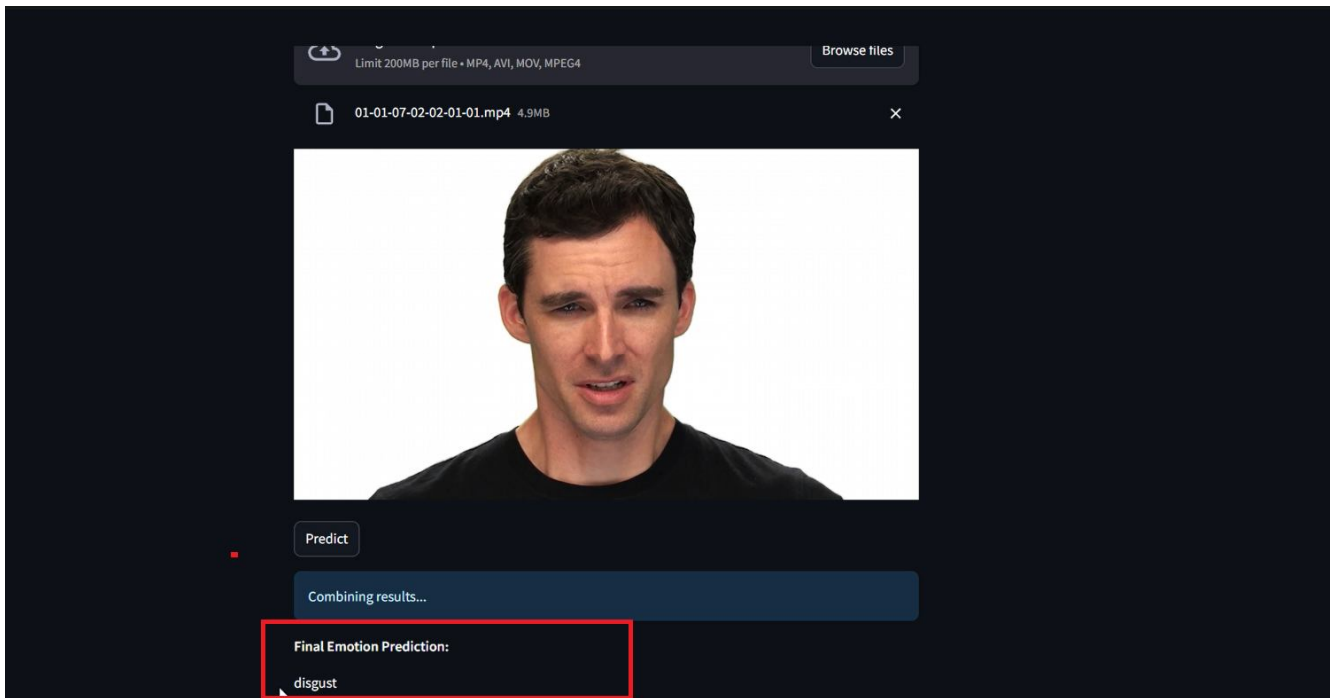 Limit 200MB per file • MP4, AVI, MOV, MPEG4
Browse files
01-01-07-02-02-01-01.mp4 4.9MB
Predict
Combining results...
Final Emotion Prediction:
disgust